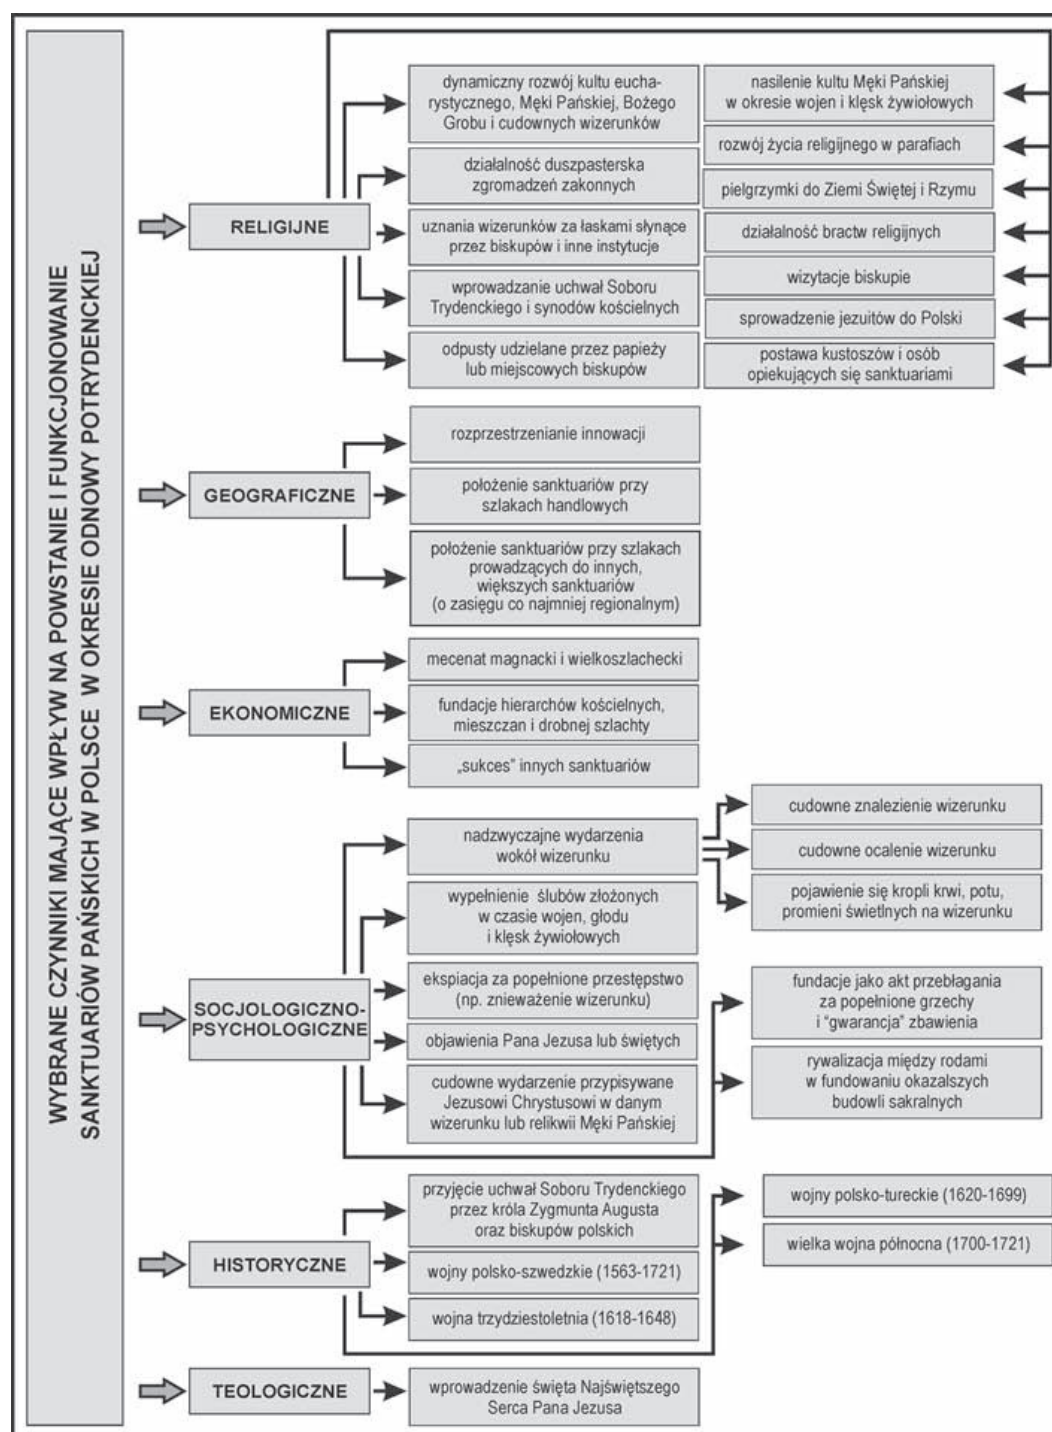 WYBRANE CZYNNIKI MAJĄCE WPŁYW NA POWSTANIE I FUNKCJONOWANIE
SANKTUARIÓW PAŃSKICH W POLSCE W OKRESIE ODNOWY POTRYDENCKIEJ
RELIGIJNE
dynamiczny rozwój kultu eucha-
rystycznego, Męki Pańskiej, Bożego
Grobu i cudownych wizerunków
działalność duszpasterska
zgromadzeń zakonnych
uznania wizerunków za łaskami słynące
przez biskupów i inne instytucje
wprowadzanie uchwał Soboru
Trydenckiego i synodów kościelnych
odpusty udzielane przez papieży
lub miejscowych biskupów
nasilenie kultu Męki Pańskiej
w okresie wojen i klęsk żywiołowych
rozwój życia religijnego w parafiach
pielgrzymki do Ziemi Świętej i Rzymu
działalność bractw religijnych
wizytacje biskupie
sprowadzenie jezuitów do Polski
postawa kustoszów i osób
opiekujących się sanktuariami
GEOGRAFICZNE
rozprzestrzenianie innowacji
położenie sanktuariów przy
szlakach handlowych
położenie sanktuariów przy szlakach
prowadzących do innych,
większych sanktuariów
(o zasięgu co najmniej regionalnym)
EKONOMICZNE
mecenat magnacki i wielkoszlachecki
fundacje hierarchów kościelnych,
mieszczan i drobnej szlachty
„sukces” innych sanktuariów
SOCJOLOGICZNO-
PSYCHOLOGICZNE
nadzwyczajne wydarzenia
wokół wizerunku
cudowne znalezienie wizerunku
cudowne ocalenie wizerunku
pojawienie się kropli krwi, potu,
promieni świetlnych na wizerunku
wypełnienie ślubów złożonych
w czasie wojen, głodu
i klęsk żywiołowych
ekspiacja za popełnione przestępstwo
(np. znieważenie wizerunku)
objawienia Pana Jezusa lub świętych
cudowne wydarzenie przypisywane
Jezusowi Chrystusowi w danym
wizerunku lub relikwii Męki Pańskiej
fundacje jako akt przebłagania
za popełnione grzechy
i “gwarancja” zbawienia
rywalizacja między rodami
w fundowaniu okazalszych
budowli sakralnych
HISTORYCZNE
przyjęcie uchwał Soboru Trydenckiego
przez króla Zygmunta Augusta
oraz biskupów polskich
wojny polsko-szwedzkie (1563-1721)
wojna trzydziestoletnia (1618-1648)
wojny polsko-tureckie (1620-1699)
wielka wojna północna (1700-1721)
TEOLOGICZNE
wprowadzenie święta Najświętszego
Serca Pana Jezusa